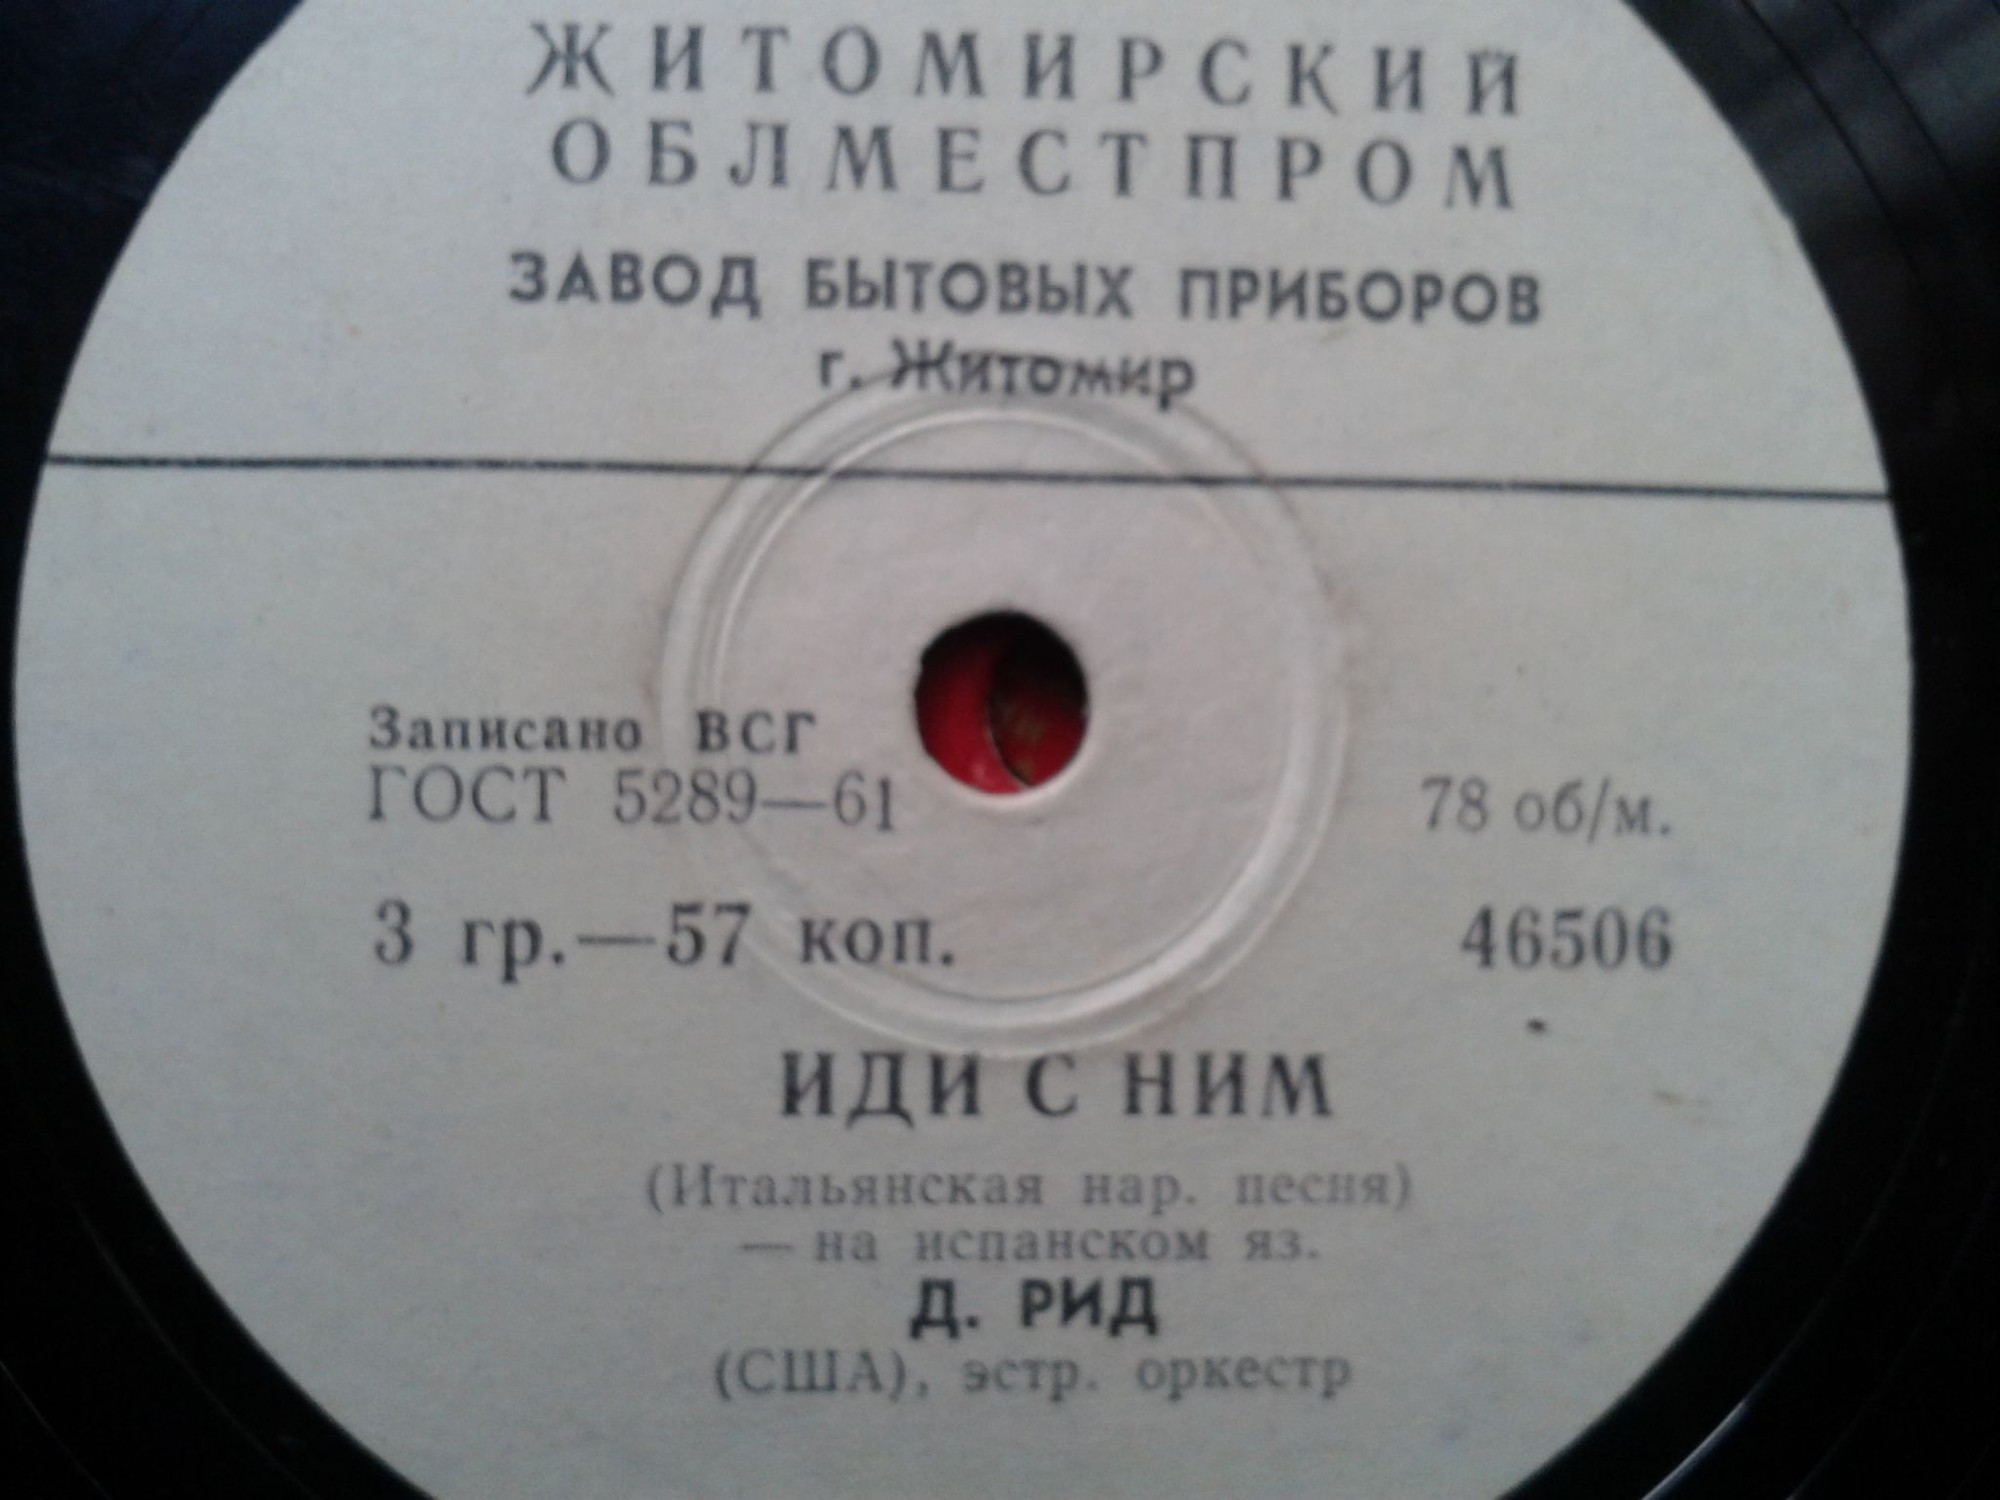 ЖИТОМИРСКИЙ
ОБЛМЕСТПРОМ
ЗАВОД БЫТОВЫХ ПРИБОРОВ
г. Житомир
Записано ВСГ
ГОСТ 5289—61
78 об/м.
3 гр.—57 коп.
46506
ИДИ С НИМ
(Итальянская нар. песня)
— на испанском яз.
Д. РИД
(США), эстр. оркестр